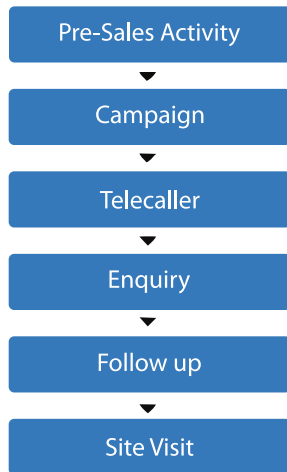 Pre-Sales Activity
Campaign
Telecaller
Enquiry
Follow up
Site Visit